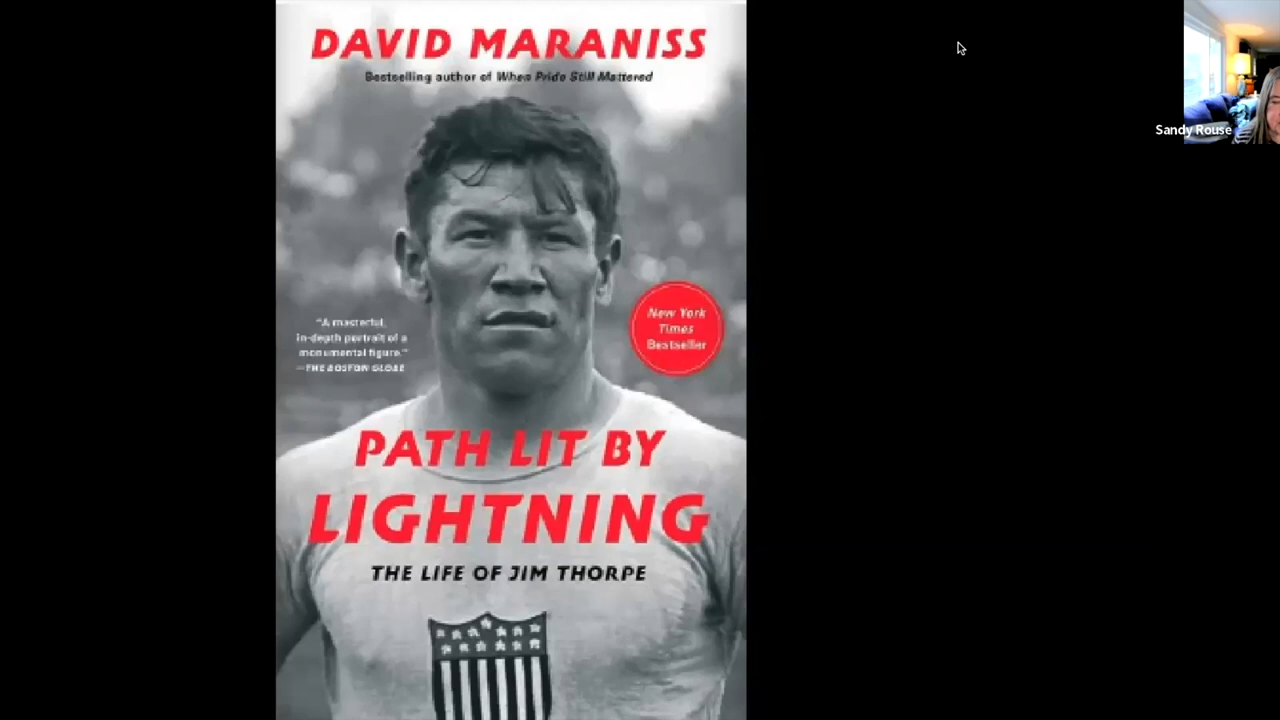 DAVID MARANISS
Bestselling author of When Pride Still Mattered
"A masterful,
in-depth portrait of a
monumental figure."
—THE BOSTON GLOBE
New York
Times
Bestseller
PATH LIT BY
LIGHTNING
THE LIFE OF JIM THORPE
Sandy Rouse